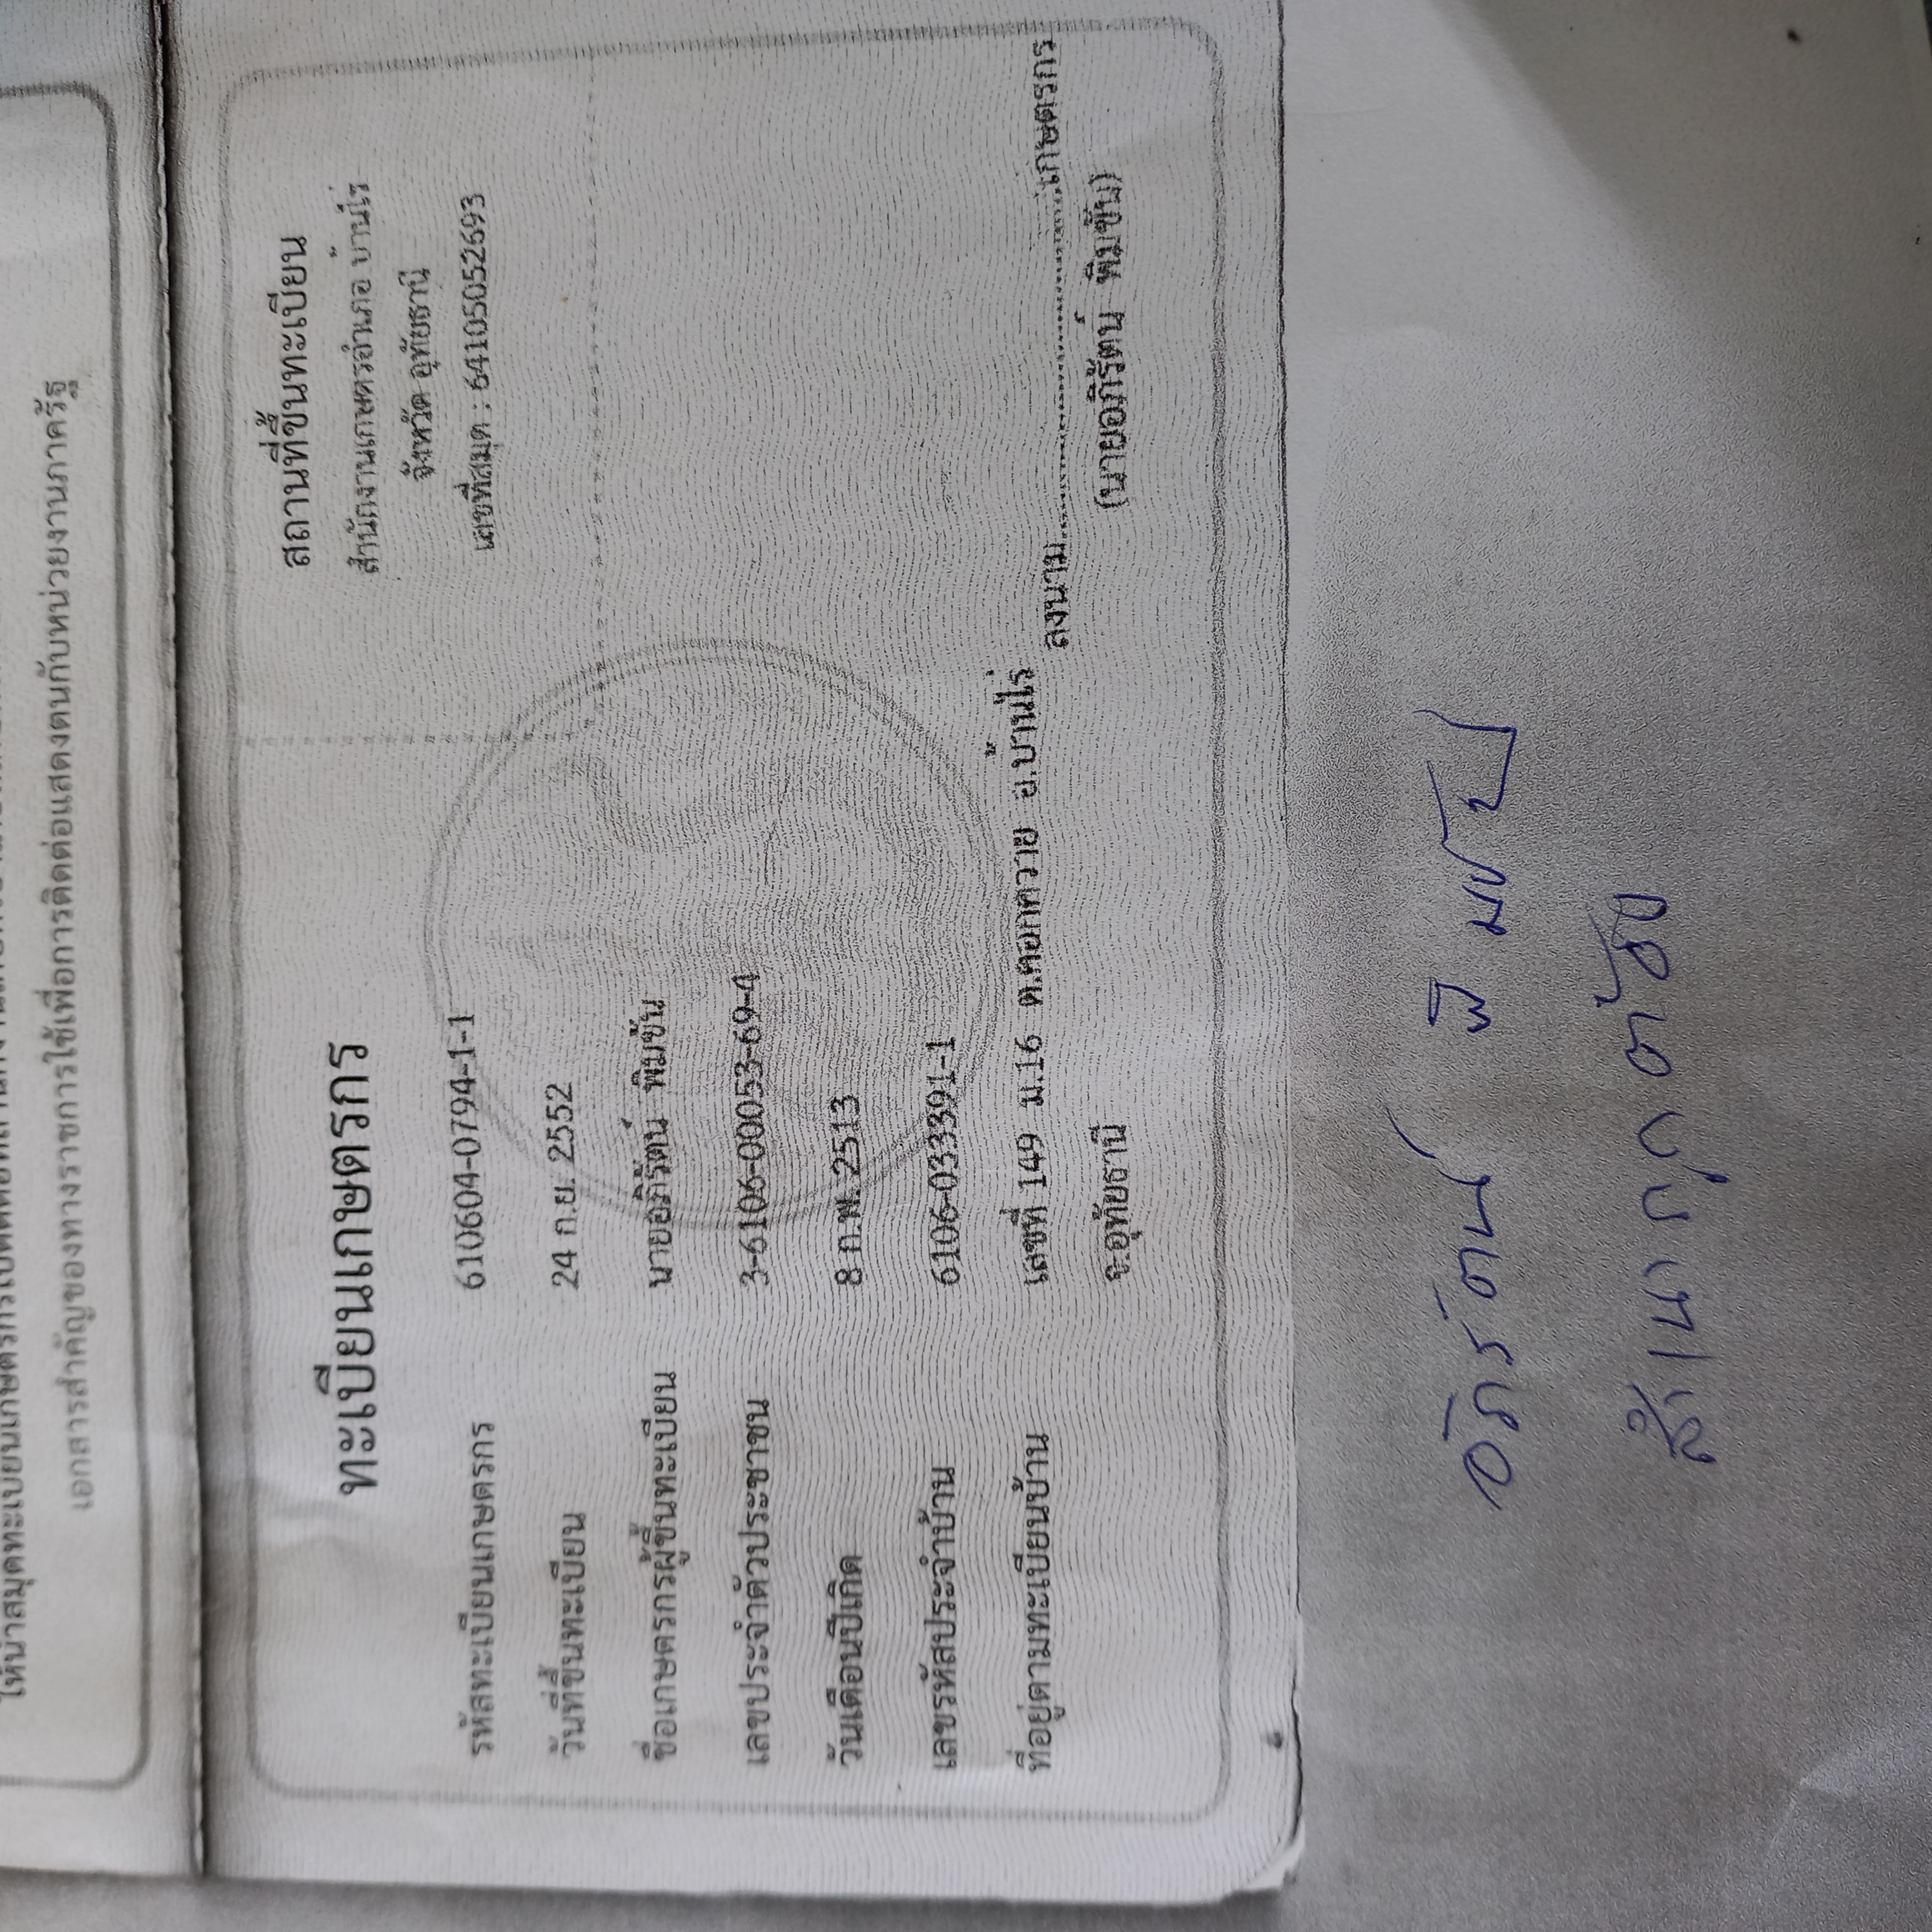 ให้นำสมุดทะเบียนเกษตรกรไปติดต่อที่สำนักงานเกษตรอำเภอ
เอกสารสำคัญของทางราชการใช้เพื่อการติดต่อแสดงตนกับหน่วยงานภาครัฐ
ทะเบียนเกษตรกร
รหัสทะเบียนเกษตรกร 610604-0794-1-1
วันที่ขึ้นทะเบียน 24 ก.ย. 2552
ชื่อเกษตรกรผู้ขึ้นทะเบียน นายอภิรัตน์ พิมขัน
เลขประจำตัวประชาชน 3-6106-00053-69-4
วันเดือนปีเกิด 8 ก.พ. 2513
เลขรหัสประจำบ้าน 6106-033391-1
ที่อยู่ตามทะเบียนบ้าน เลขที่ 149 ม.16 ต.คอกควาย อ.บ้านไร่
จ.อุทัยธานี
สถานที่ขึ้นทะเบียน
สำนักงานเกษตรอำเภอ บ้านไร่
จังหวัด อุทัยธานี
เลขที่สมุด : 64105052693
ลงนาม..............................เกษตรกร
(นายอภิรัตน์ พิมขัน)
อภิรัตน์ พิมขัน
สำเนาถูกต้อง